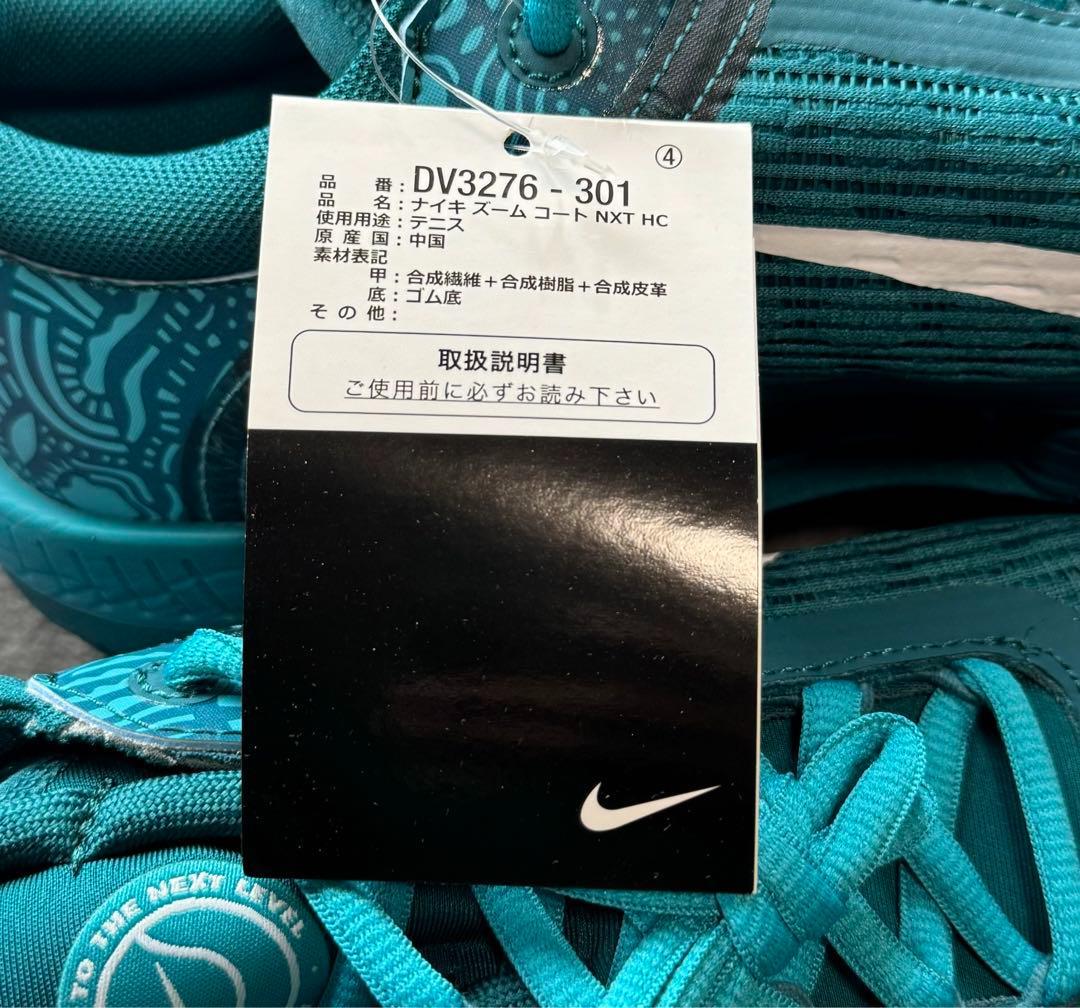 ④
品 番：DV3276 - 301
品 名：ナイキ ズーム コート NXT HC
使用用途：テニス
原 産 国：中国
素材表記
甲：合成繊維＋合成樹脂＋合成皮革
底：ゴム底
そ の 他：
取扱説明書
ご使用前に必ずお読み下さい
TO THE NEXT LEVEL